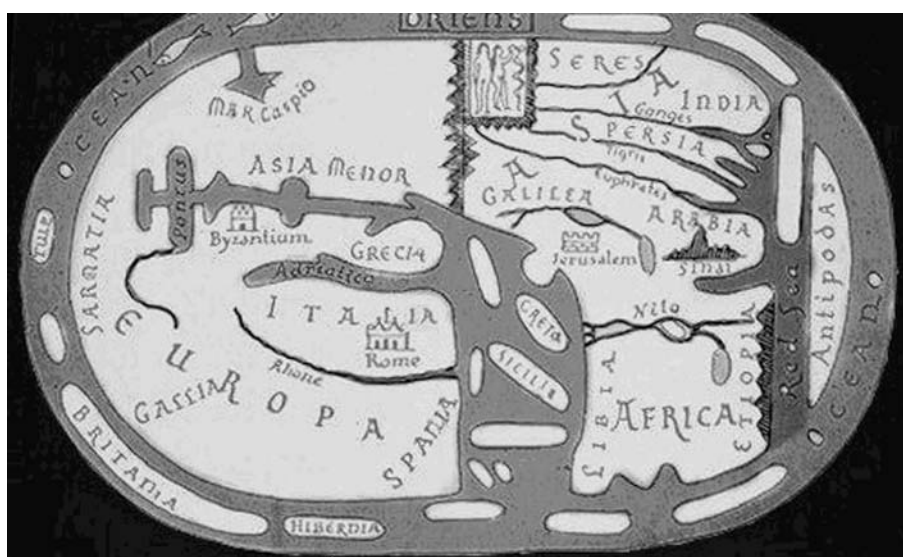 ORIENS
OCEAN
MAR Caspio
SERES
INDIA
ASIA
Ganges
PERSIA
Tigris
Euphrates
ASIA MENOR
GALILEA
ARABIA
Pontus
Byzantium
GRECIA
Jerusalem
SINAI
SARMATIA
Adriatico
Antipodas
ITALIA
CRETA
Nilo
Red Sea
Rome
OCEAN
Rhone
SICILIA
EUROPA
GALLIA
AFRICA
ETIOPIA
LIBIA
SPANIA
BRITANIA
HIBERNIA